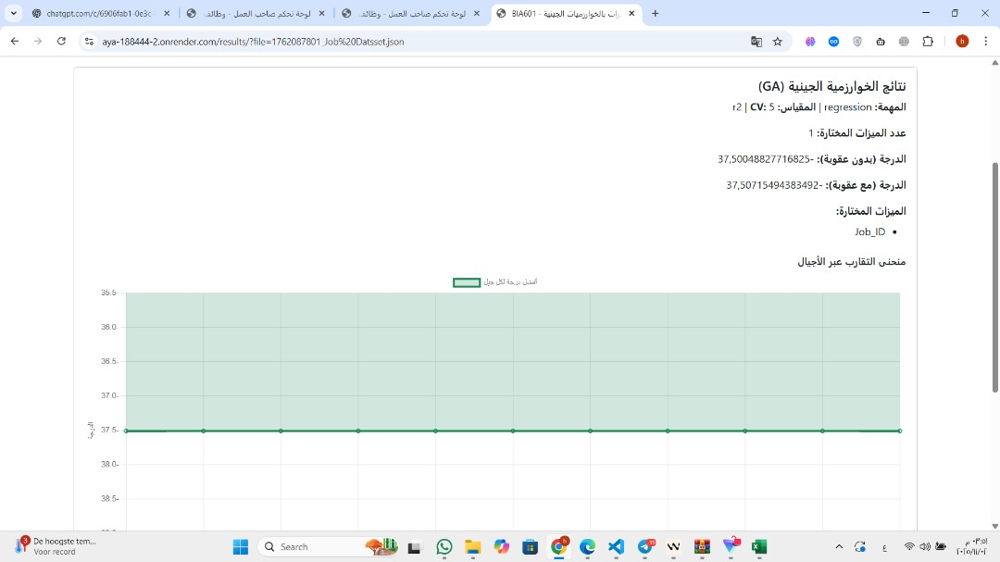 chatgpt.com/c/6906fab1-0e3c
لوحة تحكم صاحب العمل - وظائف
لوحة تحكم صاحب العمل - وظائف
BIA601 - رات بالخوارزميات الجينية
aya-188444-2.onrender.com/results/?file=1762087801_Job%20Datsset.json
نتائج الخوارزمية الجينية (GA)
المهمة: regression | المقياس: r2 | CV: 5
عدد الميزات المختارة: 1
الدرجة (بدون عقوبة): -37,50048827716825
الدرجة (مع عقوبة): -37,50715494383492
الميزات المختارة:
Job_ID
منحنى التقارب عبر الأجيال
أفضل درجة لكل جيل
35.5-
36.0-
36.5-
37.0-
37.5-
38.0-
38.5-
الدرجة
3
De hoogste tem...
Voor record
Search
h
ع